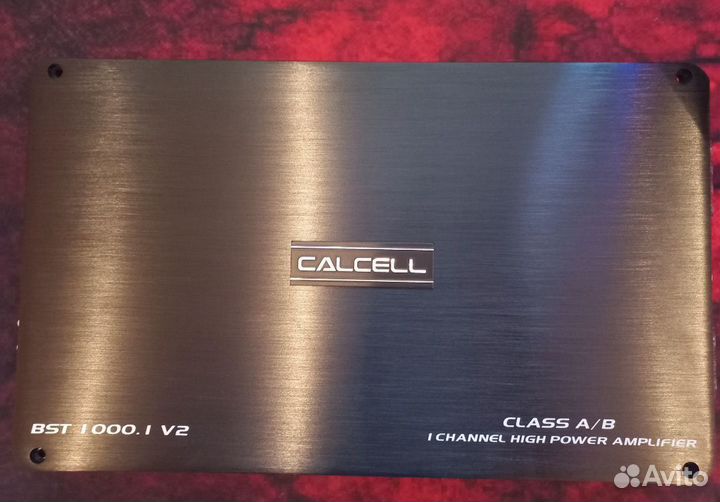 CALCELL
BST 1000.1 V2
CLASS A/B
1 CHANNEL HIGH POWER AMPLIFIER
Avito